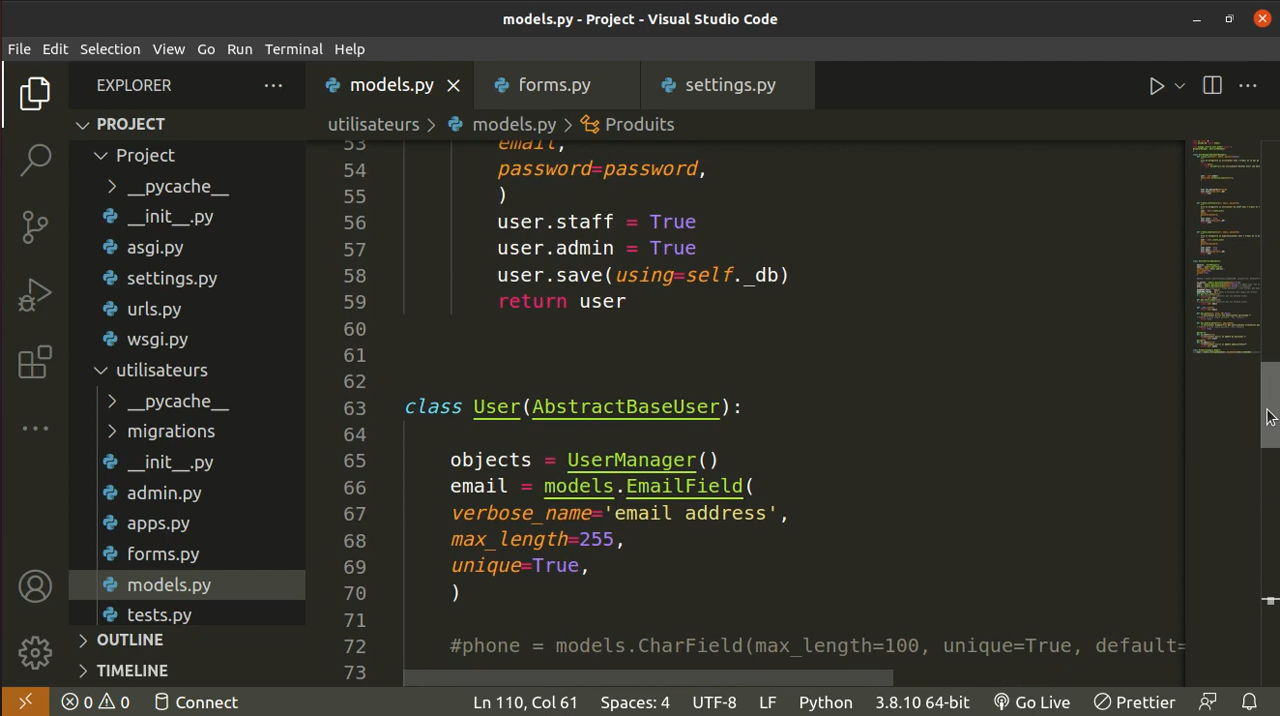 models.py - Project - Visual Studio Code
File Edit Selection View Go Run Terminal Help
EXPLORER
models.py
forms.py
settings.py
PROJECT
utilisateurs > models.py > Produits
Project
__pycache__
__init__.py
asgi.py
settings.py
urls.py
wsgi.py
utilisateurs
__pycache__
migrations
__init__.py
admin.py
apps.py
forms.py
models.py
tests.py
OUTLINE
TIMELINE
53 email,
54 password=password,
55 )
56 user.staff = True
57 user.admin = True
58 user.save(using=self._db)
59 return user
60
61
62
63 class User(AbstractBaseUser):
64
65 objects = UserManager()
66 email = models.EmailField(
67 verbose_name='email address',
68 max_length=255,
69 unique=True,
70 )
71
72 #phone = models.CharField(max_length=100, unique=True, default=
73
0 0 Connect Ln 110, Col 61 Spaces: 4 UTF-8 LF Python 3.8.10 64-bit Go Live Prettier